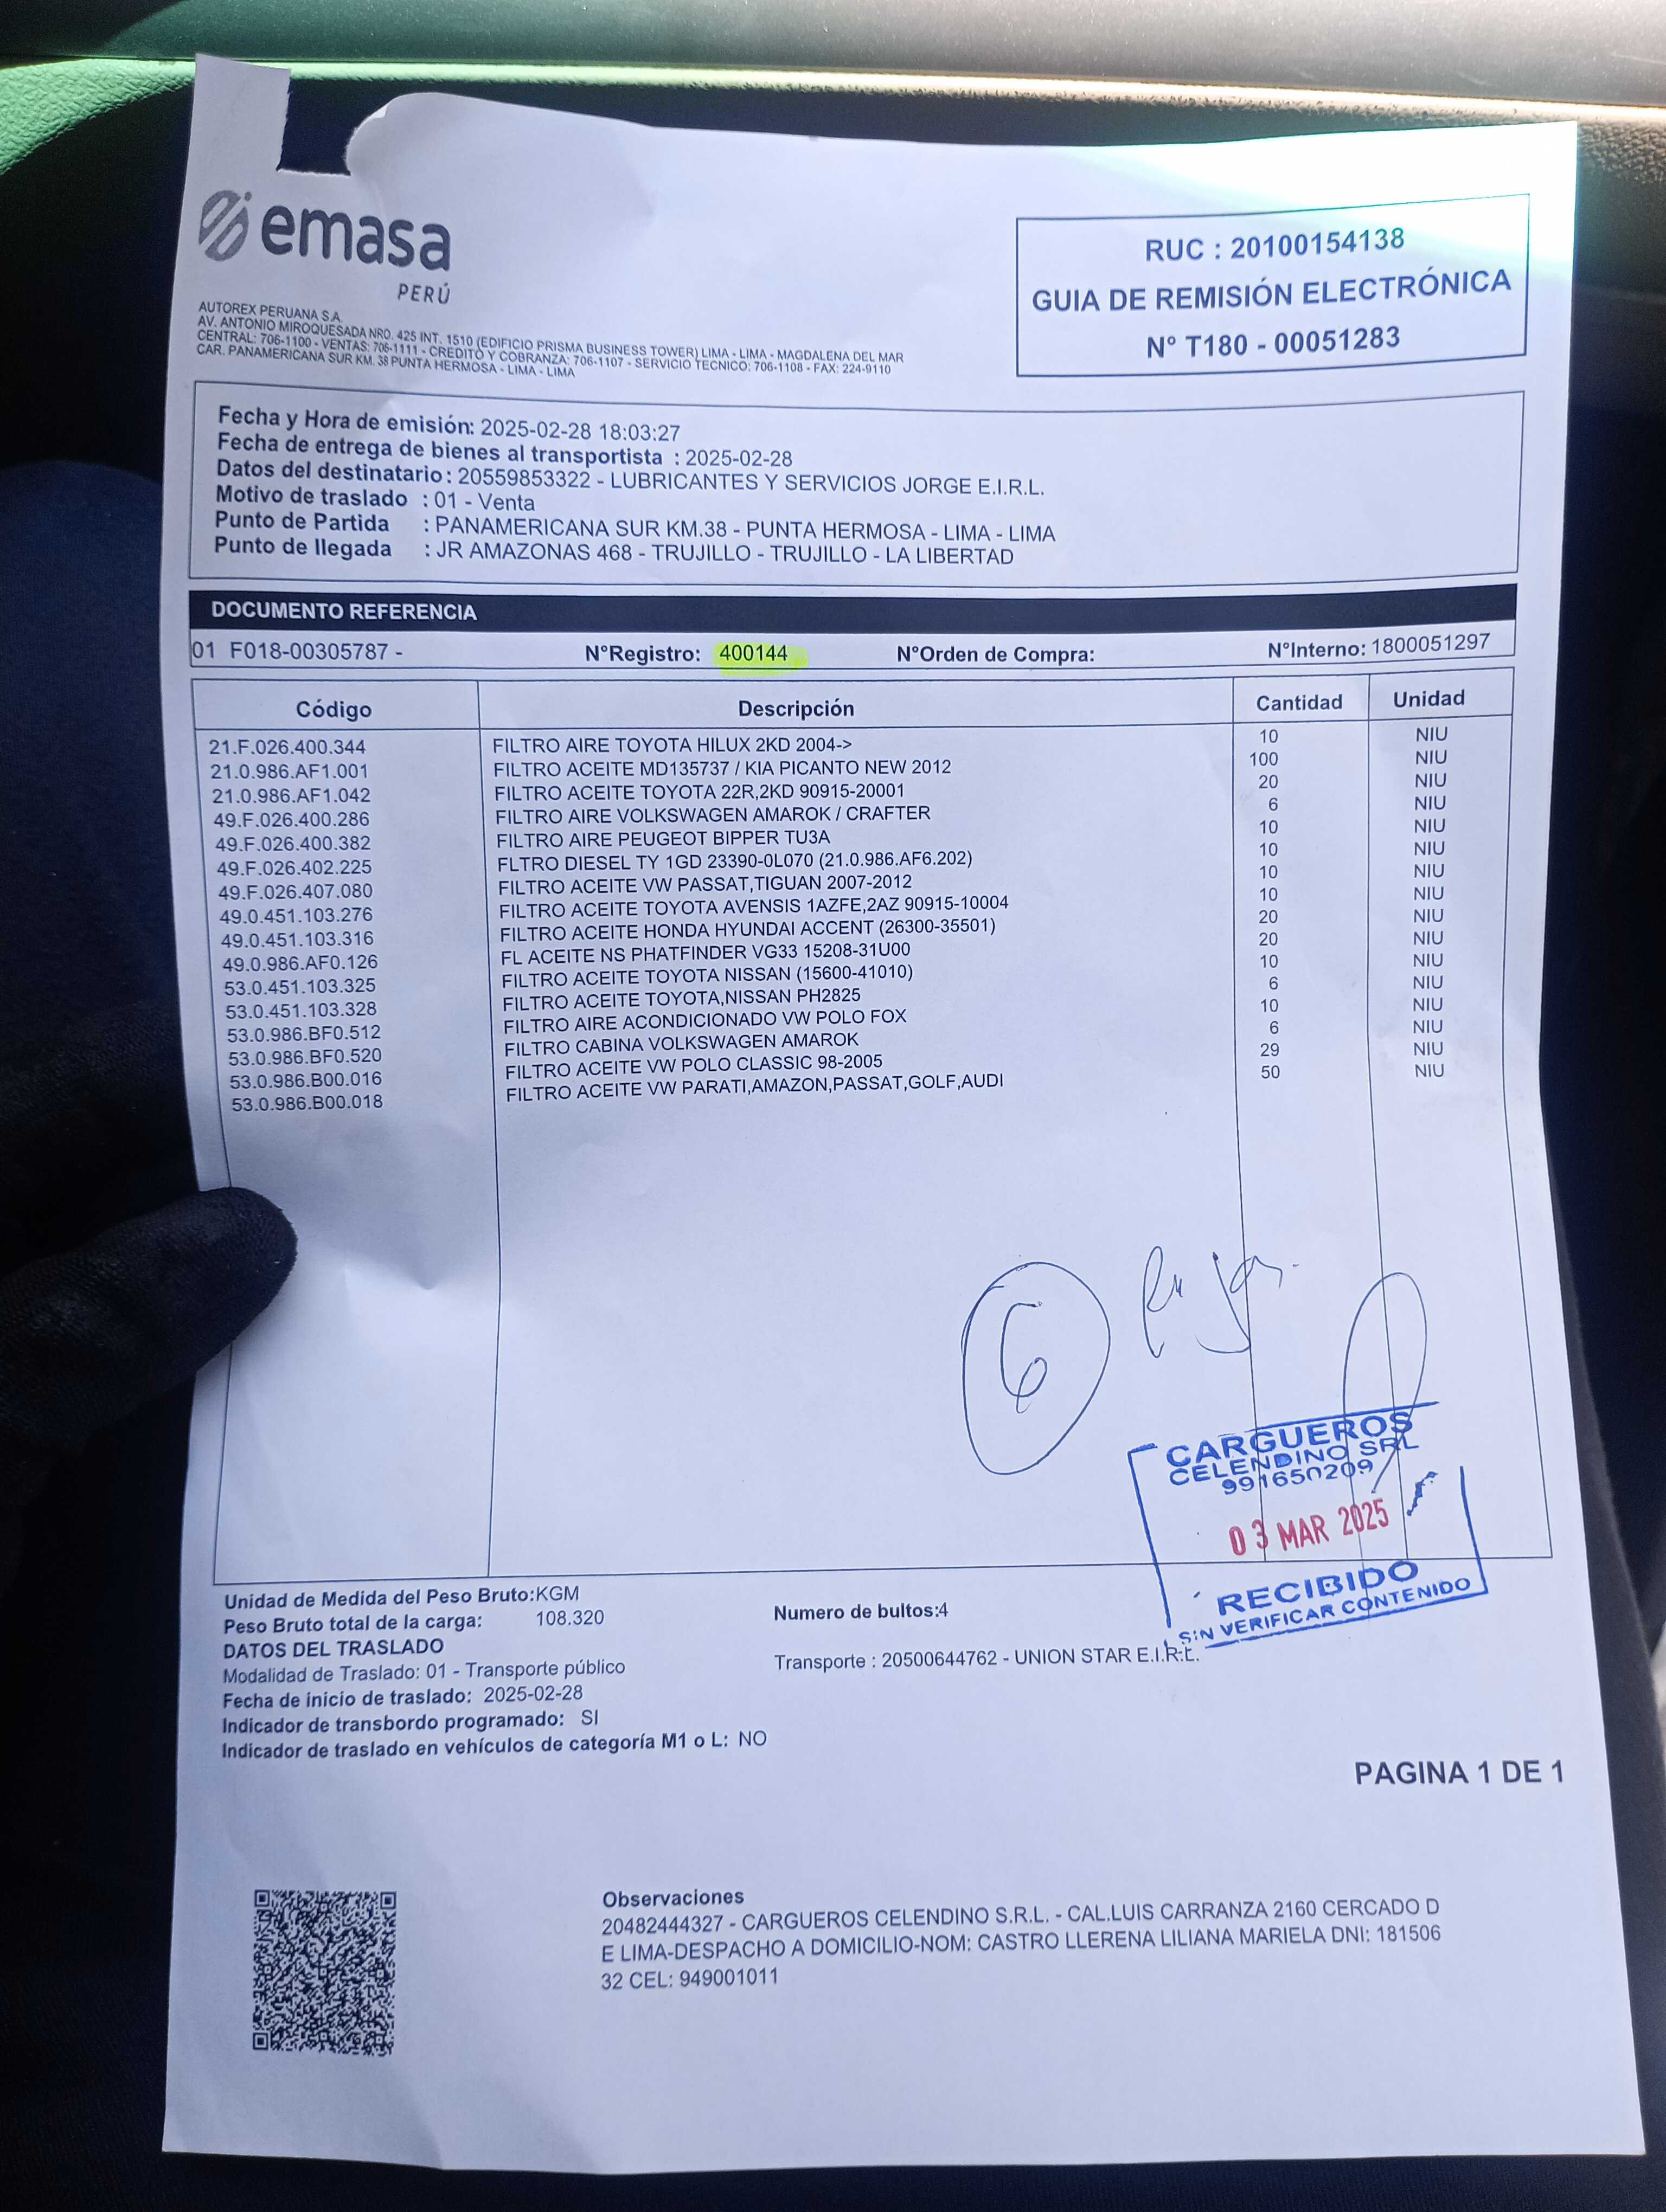 emasa
PERÚ
AUTOREX PERUANA S.A.
AV. ANTONIO MIROQUESADA NRO. 425 INT. 1510 (EDIFICIO PRISMA BUSINESS TOWER) LIMA - LIMA - MAGDALENA DEL MAR
CENTRAL: 706-1100 - VENTAS: 706-1111 - CREDITO Y COBRANZA: 706-1107 - SERVICIO TECNICO: 706-1108 - FAX: 224-9110
CAR. PANAMERICANA SUR KM. 38 PUNTA HERMOSA - LIMA - LIMA
RUC : 20100154138
GUIA DE REMISIÓN ELECTRÓNICA
N° T180 - 00051283
Fecha y Hora de emisión: 2025-02-28 18:03:27
Fecha de entrega de bienes al transportista : 2025-02-28
Datos del destinatario : 20559853322 - LUBRICANTES Y SERVICIOS JORGE E.I.R.L.
Motivo de traslado : 01 - Venta
Punto de Partida : PANAMERICANA SUR KM.38 - PUNTA HERMOSA - LIMA - LIMA
Punto de llegada : JR AMAZONAS 468 - TRUJILLO - TRUJILLO - LA LIBERTAD
DOCUMENTO REFERENCIA
01 F018-00305787 - N°Registro: 400144 N°Orden de Compra: N°Interno: 1800051297
Código Descripción Cantidad Unidad
21.F.026.400.344 FILTRO AIRE TOYOTA HILUX 2KD 2004-> 10 NIU
21.0.986.AF1.001 FILTRO ACEITE MD135737 / KIA PICANTO NEW 2012 100 NIU
21.0.986.AF1.042 FILTRO ACEITE TOYOTA 22R,2KD 90915-20001 20 NIU
49.F.026.400.286 FILTRO AIRE VOLKSWAGEN AMAROK / CRAFTER 6 NIU
49.F.026.400.382 FILTRO AIRE PEUGEOT BIPPER TU3A 10 NIU
49.F.026.402.225 FLTRO DIESEL TY 1GD 23390-0L070 (21.0.986.AF6.202) 10 NIU
49.F.026.407.080 FILTRO ACEITE VW PASSAT,TIGUAN 2007-2012 10 NIU
49.0.451.103.276 FILTRO ACEITE TOYOTA AVENSIS 1AZFE,2AZ 90915-10004 10 NIU
49.0.451.103.316 FILTRO ACEITE HONDA HYUNDAI ACCENT (26300-35501) 20 NIU
49.0.986.AF0.126 FL ACEITE NS PHATFINDER VG33 15208-31U00 20 NIU
53.0.451.103.325 FILTRO ACEITE TOYOTA NISSAN (15600-41010) 10 NIU
53.0.451.103.328 FILTRO ACEITE TOYOTA,NISSAN PH2825 6 NIU
53.0.986.BF0.512 FILTRO AIRE ACONDICIONADO VW POLO FOX 10 NIU
53.0.986.BF0.520 FILTRO CABINA VOLKSWAGEN AMAROK 6 NIU
53.0.986.B00.016 FILTRO ACEITE VW POLO CLASSIC 98-2005 29 NIU
53.0.986.B00.018 FILTRO ACEITE VW PARATI,AMAZON,PASSAT,GOLF,AUDI 50 NIU
6
CARGUEROS
CELENDINO SRL
991650209
03 MAR 2025
RECIBIDO
SIN VERIFICAR CONTENIDO
Unidad de Medida del Peso Bruto:KGM
Peso Bruto total de la carga: 108.320 Numero de bultos:4
DATOS DEL TRASLADO
Modalidad de Traslado: 01 - Transporte público Transporte : 20500644762 - UNION STAR E.I.R.L.
Fecha de inicio de traslado: 2025-02-28
Indicador de transbordo programado: SI
Indicador de traslado en vehículos de categoría M1 o L: NO
PAGINA 1 DE 1
Observaciones
20482444327 - CARGUEROS CELENDINO S.R.L. - CAL.LUIS CARRANZA 2160 CERCADO D
E LIMA-DESPACHO A DOMICILIO-NOM: CASTRO LLERENA LILIANA MARIELA DNI: 181506
32 CEL: 949001011